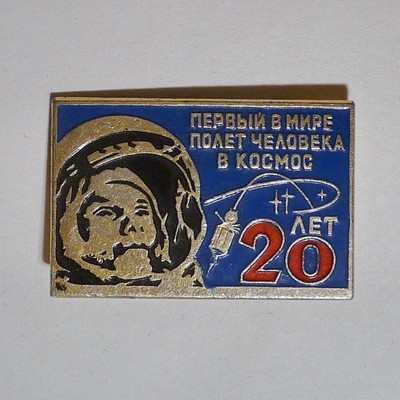 ПЕРВЫЙ В МИРЕ
ПОЛЕТ ЧЕЛОВЕКА
В КОСМОС
20 ЛЕТ